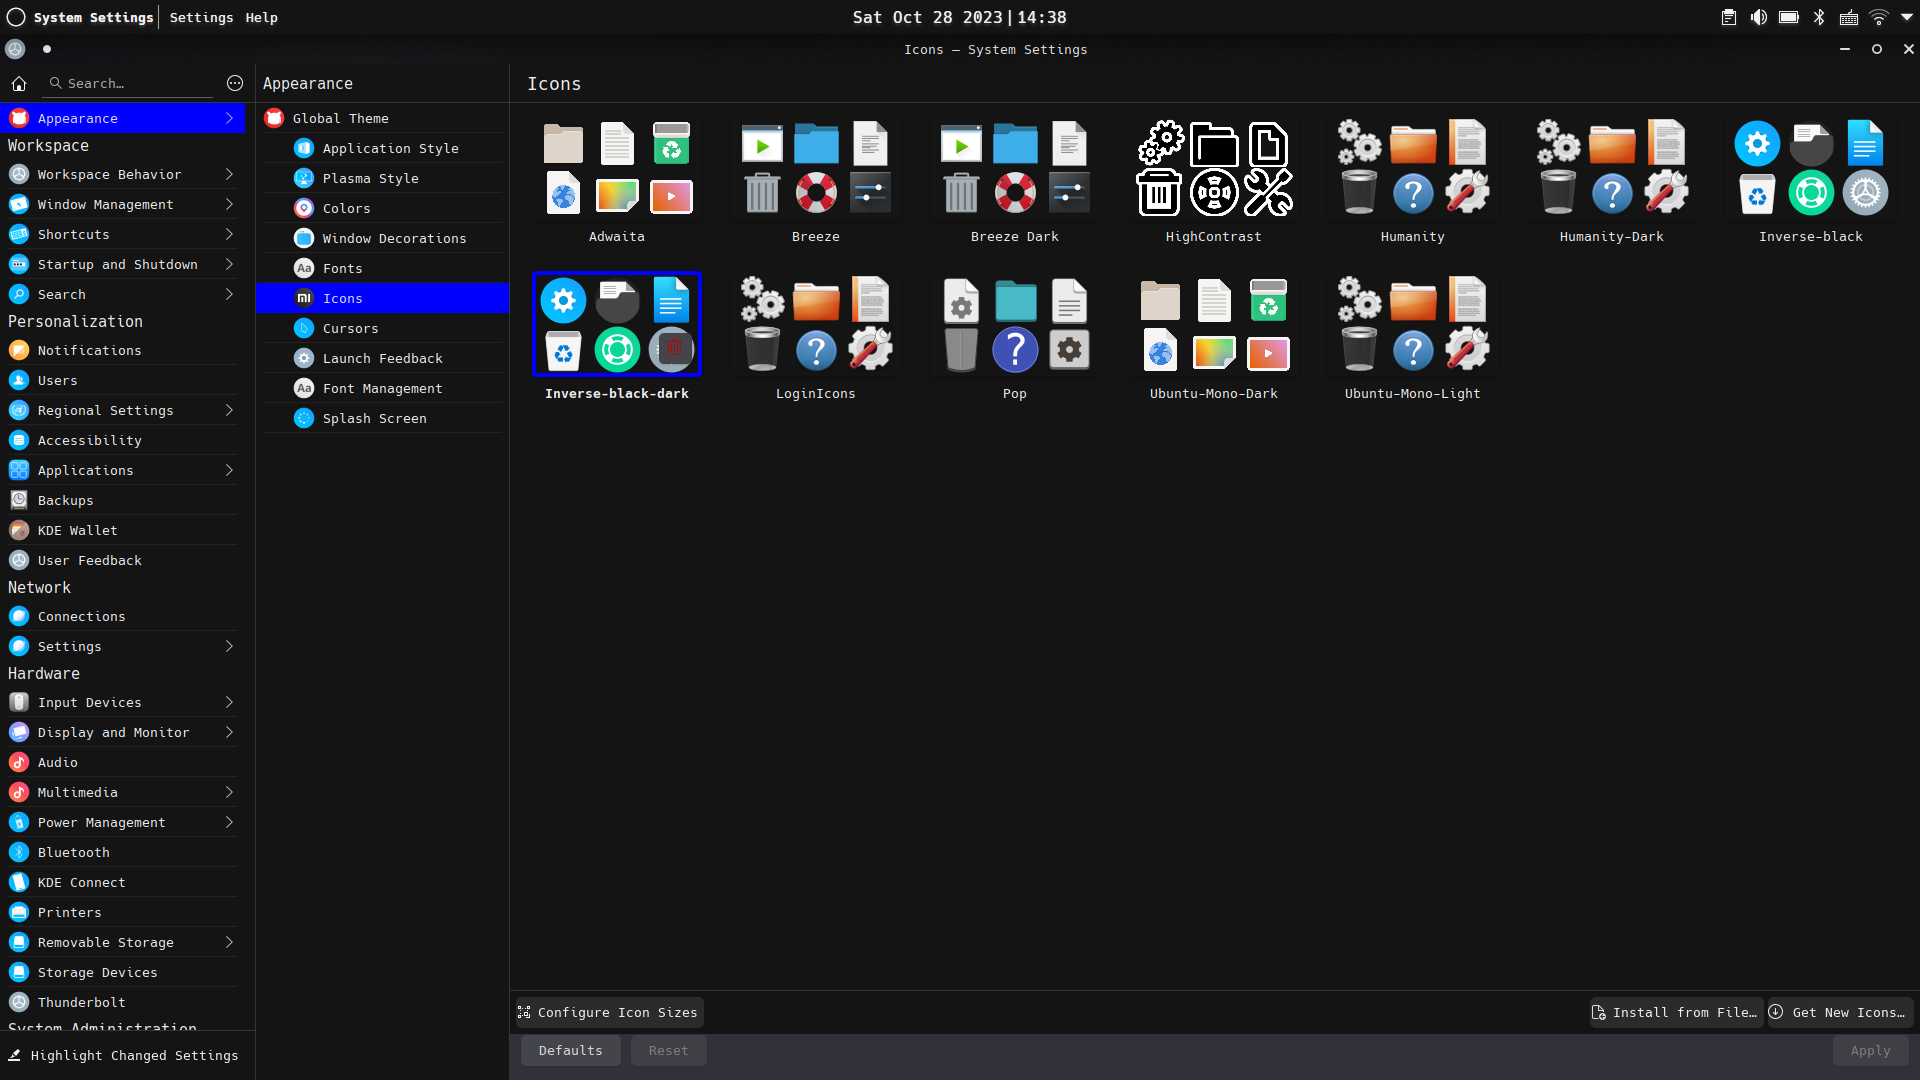 System Settings Settings Help
Sat Oct 28 2023|14:38
Icons — System Settings
Search...
Appearance
Workspace
Workspace Behavior
Window Management
Shortcuts
Startup and Shutdown
Search
Personalization
Notifications
Users
Regional Settings
Accessibility
Applications
Backups
KDE Wallet
User Feedback
Network
Connections
Settings
Hardware
Input Devices
Display and Monitor
Audio
Multimedia
Power Management
Bluetooth
KDE Connect
Printers
Removable Storage
Storage Devices
Thunderbolt
System Administration
Highlight Changed Settings
Appearance
Global Theme
Application Style
Plasma Style
Colors
Window Decorations
Aa Fonts
Icons
Cursors
Launch Feedback
Aa Font Management
Splash Screen
Icons
Adwaita Breeze Breeze Dark HighContrast Humanity Humanity-Dark Inverse-black
Inverse-black-dark LoginIcons Pop Ubuntu-Mono-Dark Ubuntu-Mono-Light
Configure Icon Sizes Install from File… Get New Icons…
Defaults Reset Apply